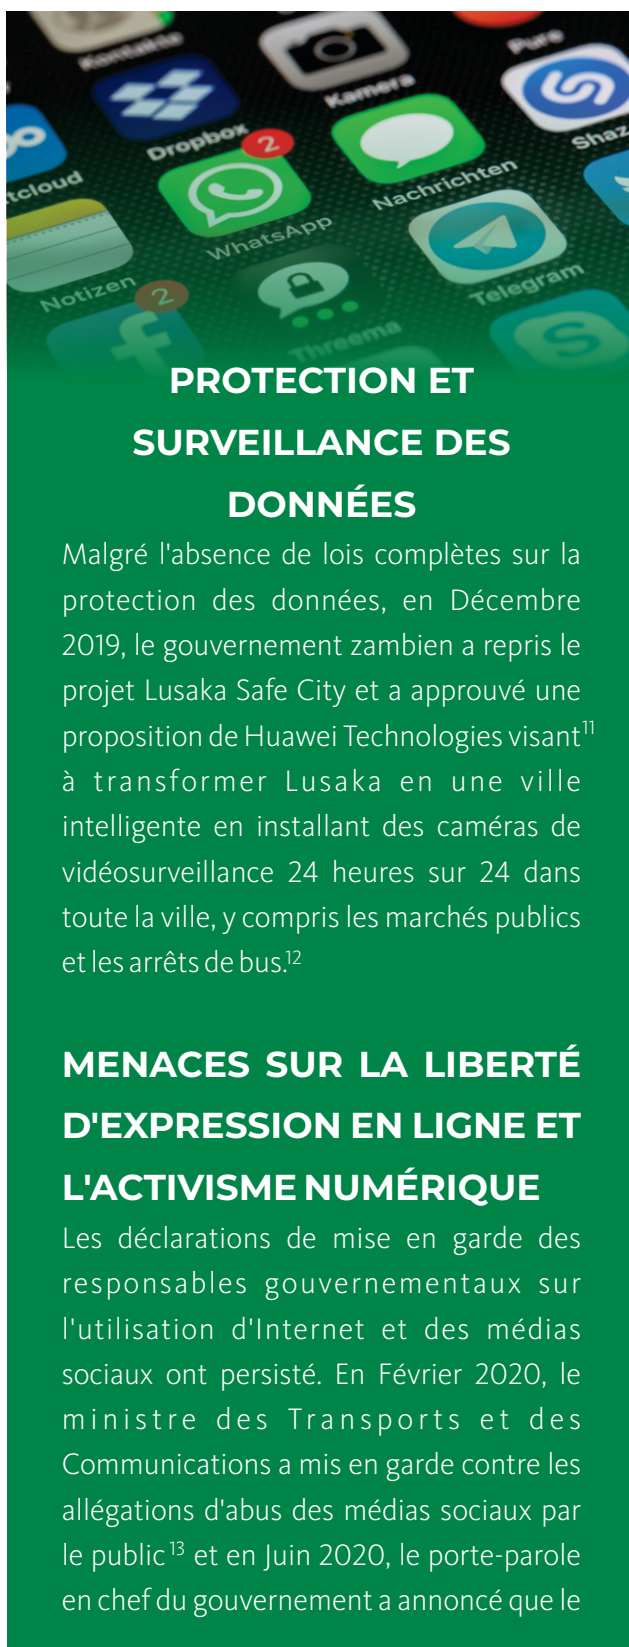 Kontakte
Kamera
Pure
Dropbox
2
Shaz
tcloud
WhatsApp
Nachrichten
Notizen
2
Threema
Telegram
PROTECTION ET
SURVEILLANCE DES
DONNÉES
Malgré l'absence de lois complètes sur la
protection des données, en Décembre
2019, le gouvernement zambien a repris le
projet Lusaka Safe City et a approuvé une
proposition de Huawei Technologies visant11
à transformer Lusaka en une ville
intelligente en installant des caméras de
vidéosurveillance 24 heures sur 24 dans
toute la ville, y compris les marchés publics
et les arrêts de bus.12
MENACES SUR LA LIBERTÉ
D'EXPRESSION EN LIGNE ET
L'ACTIVISME NUMÉRIQUE
Les déclarations de mise en garde des
responsables gouvernementaux sur
l'utilisation d'Internet et des médias
sociaux ont persisté. En Février 2020, le
ministre des Transports et des
Communications a mis en garde contre les
allégations d'abus des médias sociaux par
le public 13 et en Juin 2020, le porte-parole
en chef du gouvernement a annoncé que le